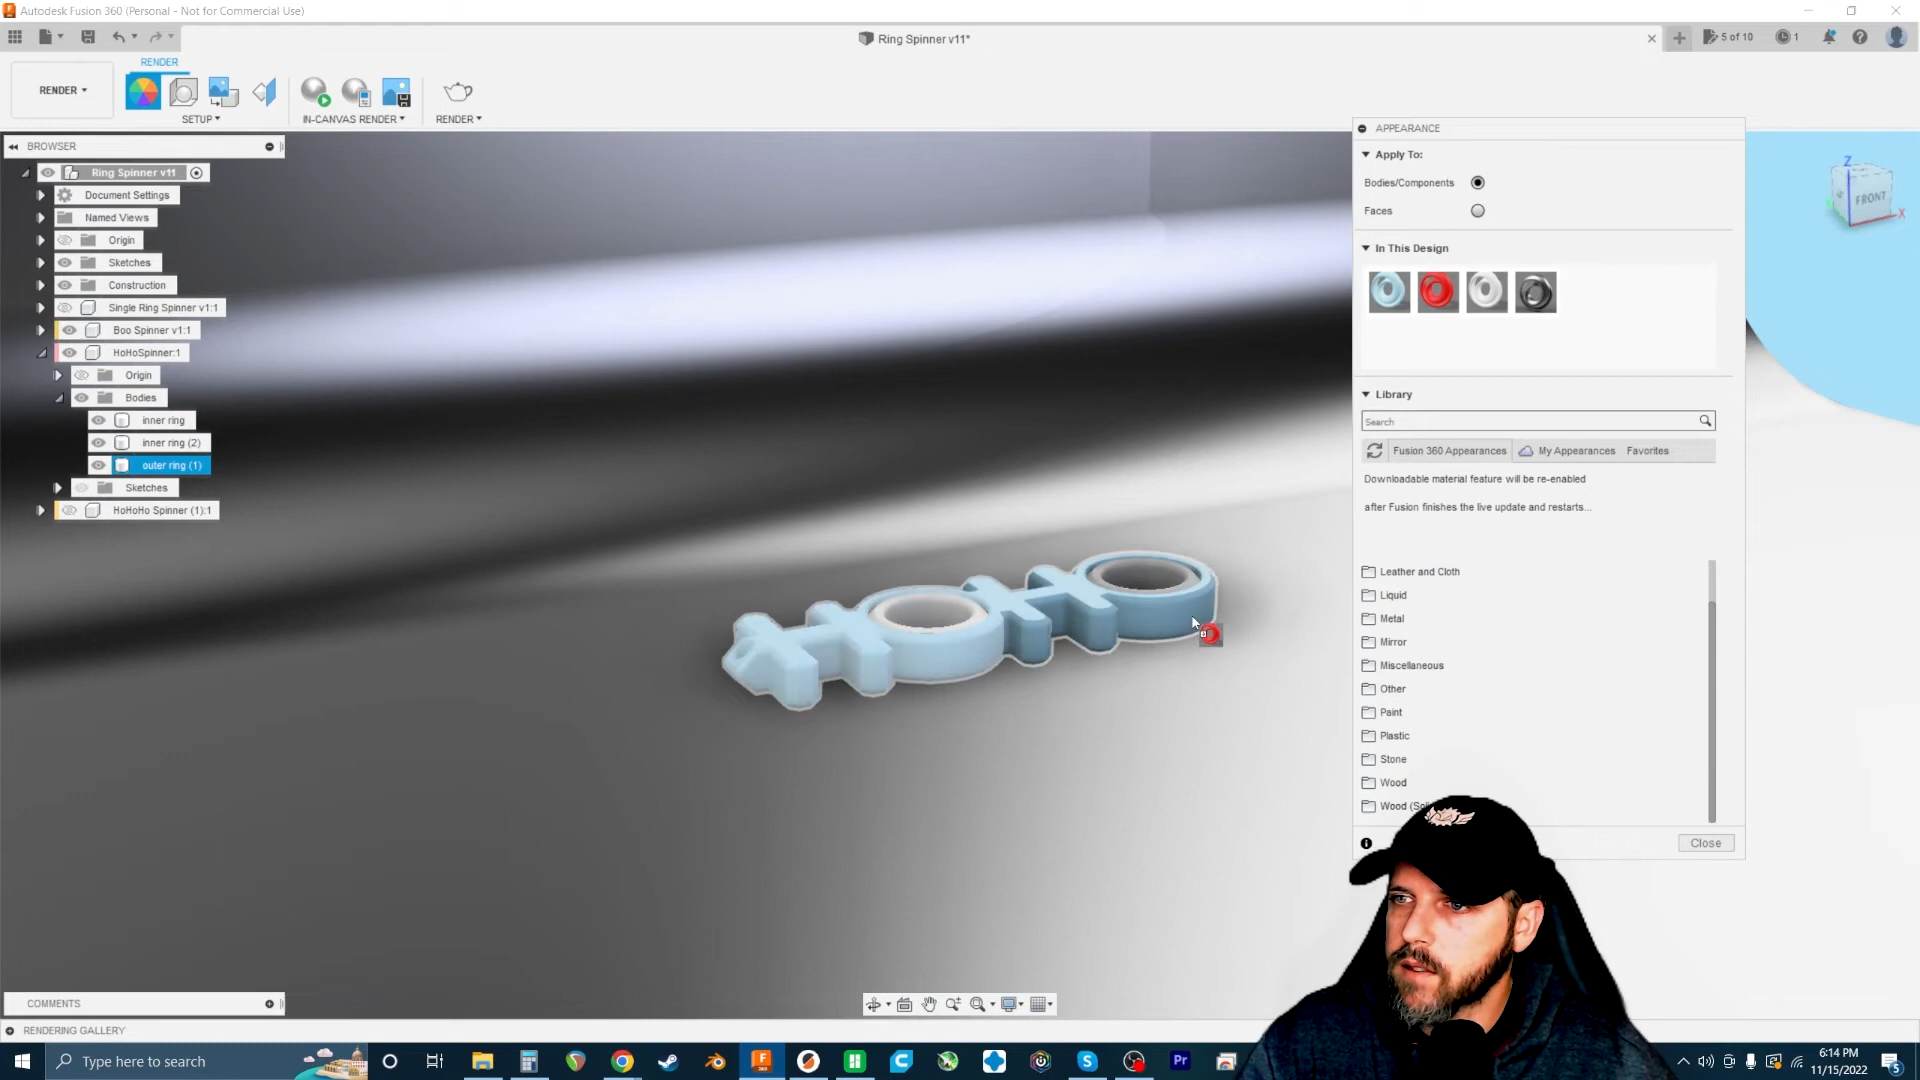 Autodesk Fusion 360 (Personal - Not for Commercial Use)
Ring Spinner v11*
5 of 10
1
RENDER
RENDER
SETUP
IN-CANVAS RENDER
RENDER
BROWSER
Ring Spinner v11
Document Settings
Named Views
Origin
Sketches
Construction
Single Ring Spinner v1:1
Boo Spinner v1:1
HoHoSpinner:1
Origin
Bodies
inner ring
inner ring (2)
outer ring (1)
Sketches
HoHoHo Spinner (1):1
APPEARANCE
Apply To:
Bodies/Components
Faces
In This Design
Library
Search
Fusion 360 Appearances
My Appearances
Favorites
Downloadable material feature will be re-enabled
after Fusion finishes the live update and restarts...
Leather and Cloth
Liquid
Metal
Mirror
Miscellaneous
Other
Paint
Plastic
Stone
Wood
Wood
Close
Z
FRONT
X
COMMENTS
RENDERING GALLERY
Type here to search
F
360
Pr
6:14 PM
11/15/2022
5